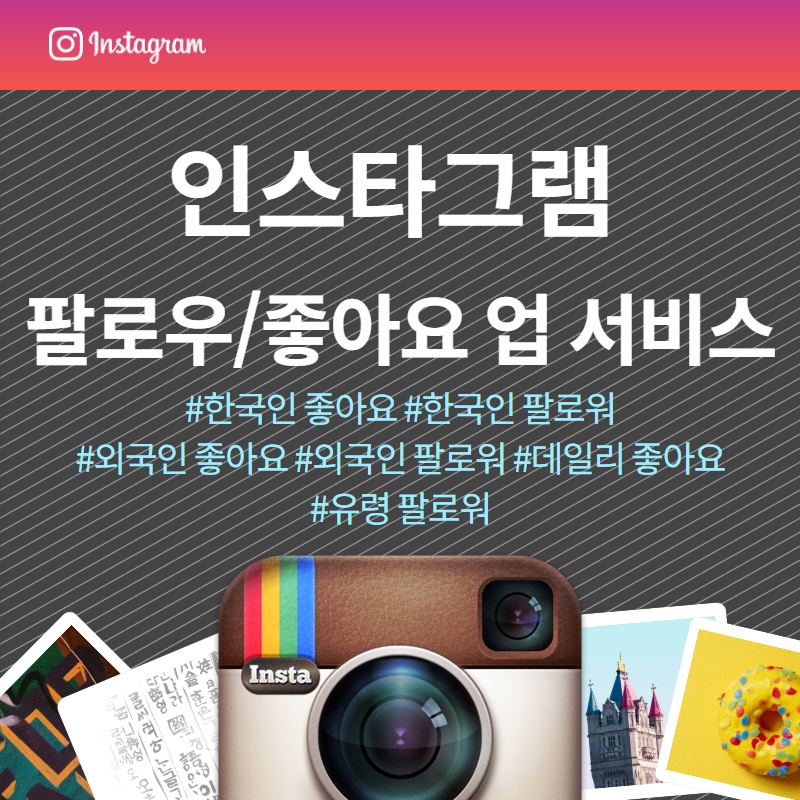 Instagram
인스타그램
팔로우/좋아요 업 서비스
#한국인 좋아요 #한국인 팔로워
#외국인 좋아요 #외국인 팔로워 #데일리 좋아요
#유령 팔로워
Insta